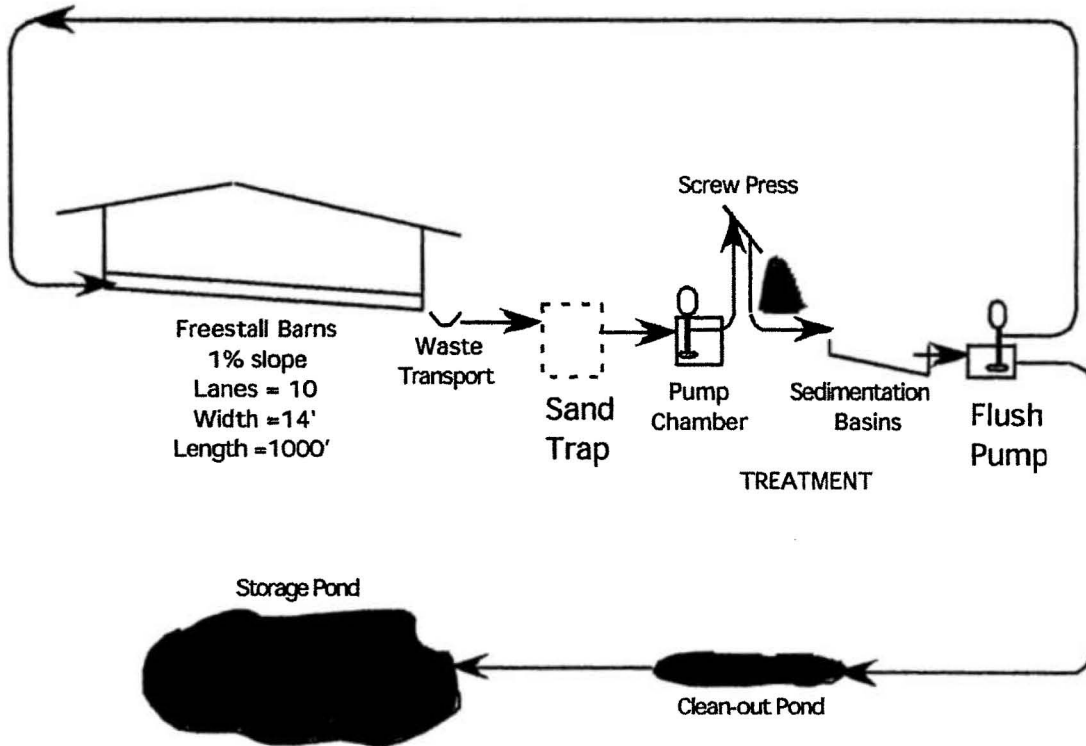 Screw Press
Freestall Barns
1% slope
Lanes = 10
Width =14'
Length =1000'
Waste
Transport
Sand
Trap
Pump
Chamber
Sedimentation
Basins
Flush
Pump
TREATMENT
Storage Pond
Clean-out Pond